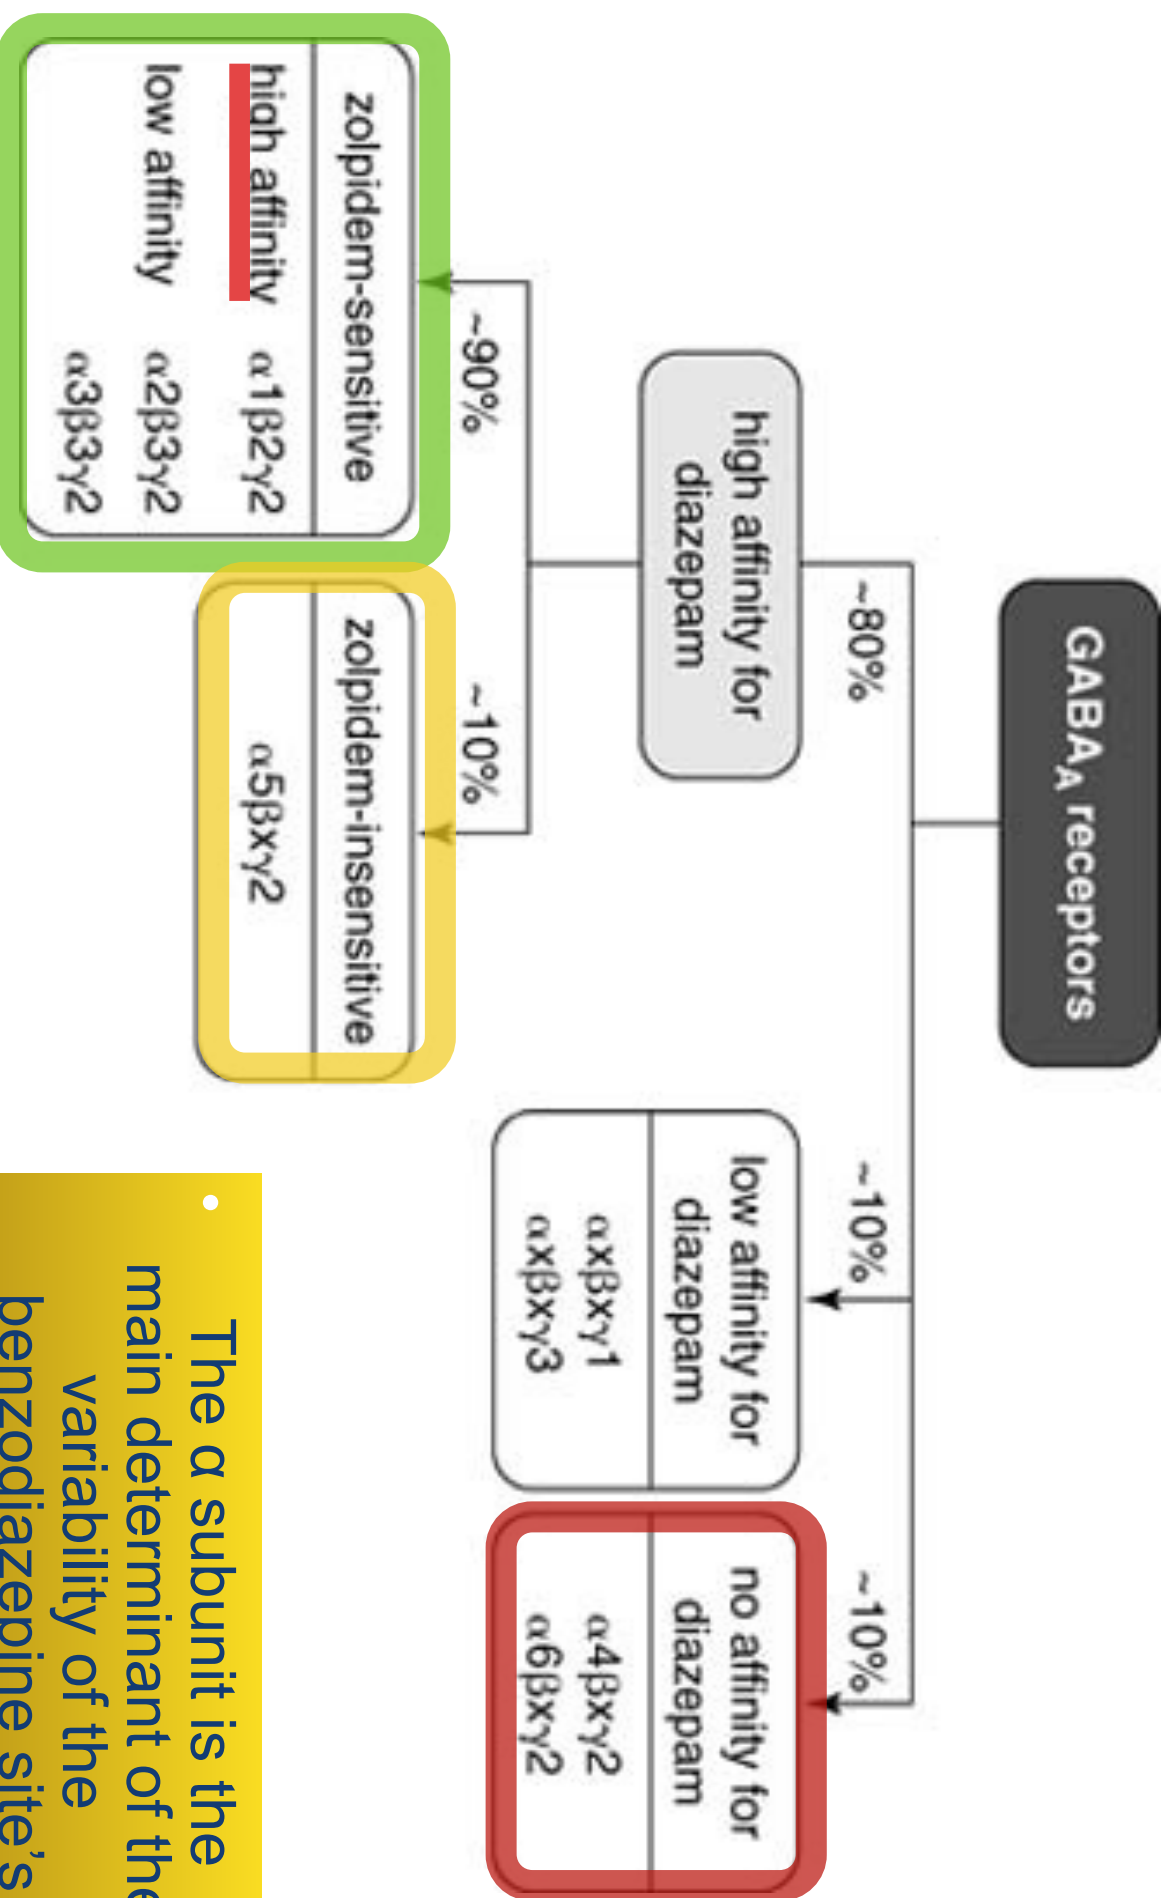 GABAA receptors
~80%
~10%
~10%
high affinity for
diazepam
low affinity for
diazepam
αxβxγ1
αxβxγ3
no affinity for
diazepam
α4βxγ2
α6βxγ2
~90%
~10%
zolpidem-sensitive
high affinity α1β2γ2
low affinity α2β3γ2
α3β3γ2
zolpidem-insensitive
α5βxγ2
• The α subunit is the
main determinant of the
variability of the
benzodiazepine site's